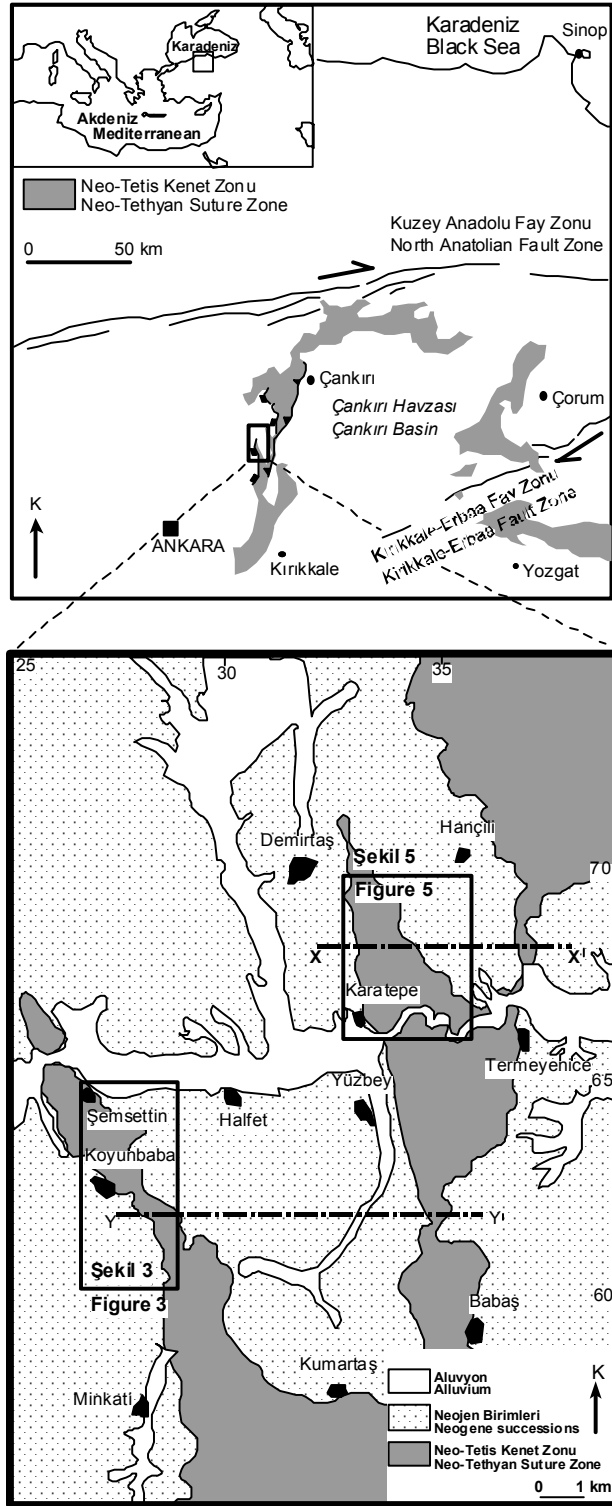 Karadeniz
Black Sea
Sinop
Karadeniz
Akdeniz
Mediterranean
Neo-Tetis Kenet Zonu
Neo-Tethyan Suture Zone
0 50 km
Kuzey Anadolu Fay Zonu
North Anatolian Fault Zone
Çankırı
Çankırı Havzası
Çankırı Basin
Çorum
K
ANKARA
Kırıkkale
Kırıkkale-Erbaa Fay Zonu
Kirikkale-Erbaa Fault Zone
Yozgat
25 30 35
Demirtaş
Hançili
Şekil 5
Figure 5
70
X X'
Karatepe
Termeyenice
65
Şemsettin
Halfet
Yüzbey
Koyunbaba
Y Y'
Şekil 3
Figure 3
60
Babaş
Kumartaş
Minkati
Aluvyon
Alluvium
Neojen Birimleri
Neogene successions
Neo-Tetis Kenet Zonu
Neo-Tethyan Suture Zone
K
0 1 km